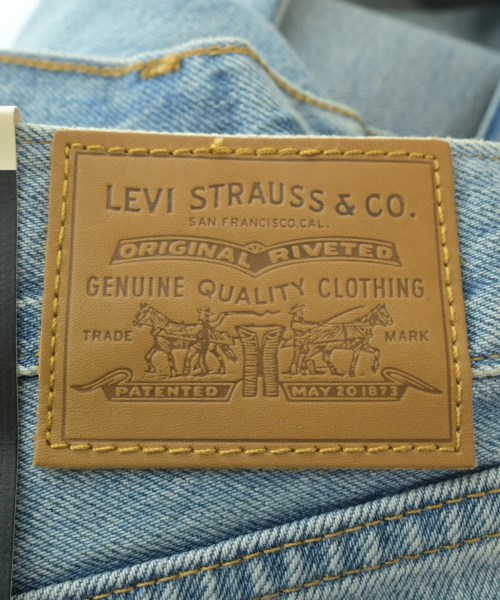 LEVI STRAUSS & CO.
SAN FRANCISCO, CAL.
ORIGINAL RIVETED
GENUINE QUALITY CLOTHING
TRADE MARK
PATENTED MAY 20 1873